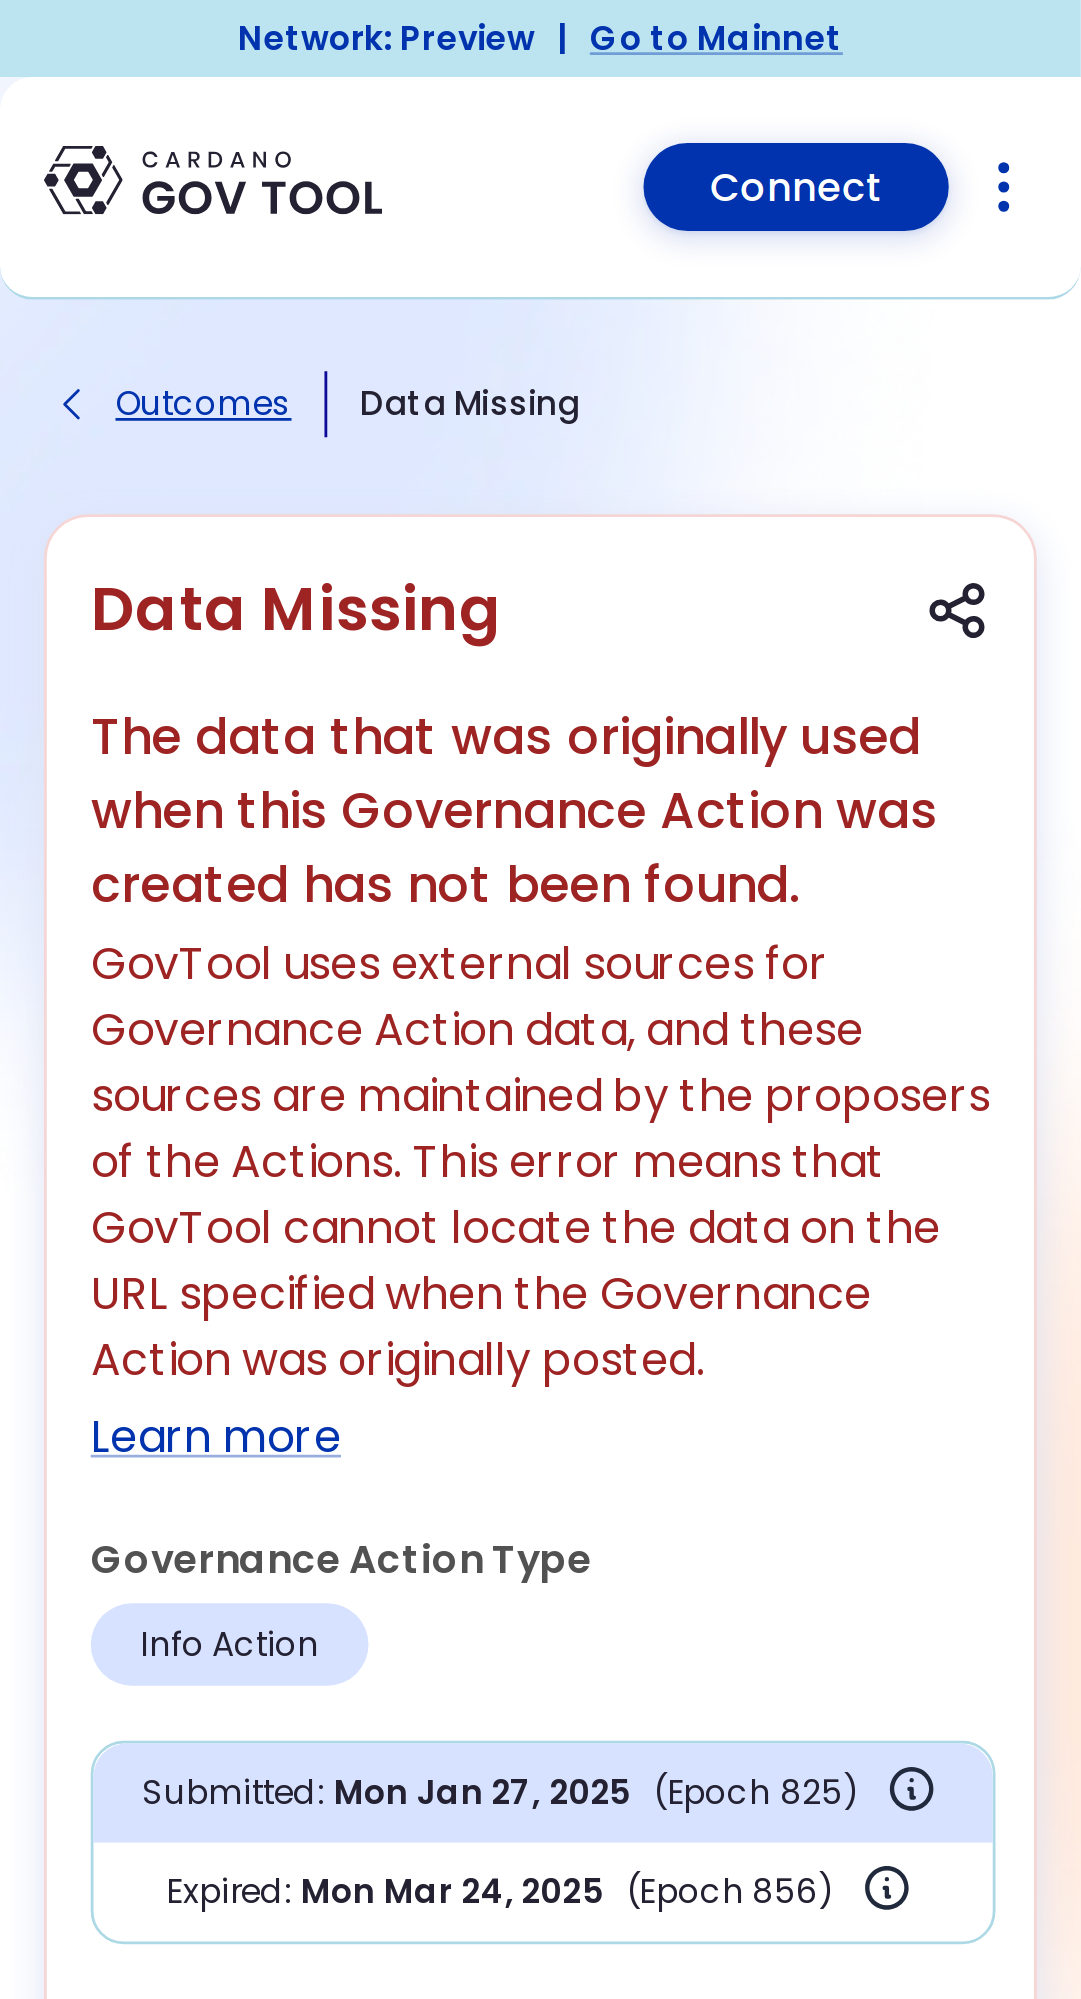 Network: Preview | Go to Mainnet
CARDANO
GOV TOOL
Connect
Outcomes
Data Missing
Data Missing
The data that was originally used
when this Governance Action was
created has not been found.
GovTool uses external sources for
Governance Action data, and these
sources are maintained by the proposers
of the Actions. This error means that
GovTool cannot locate the data on the
URL specified when the Governance
Action was originally posted.
Learn more
Governance Action Type
Info Action
Submitted: Mon Jan 27, 2025 (Epoch 825)
Expired: Mon Mar 24, 2025 (Epoch 856)